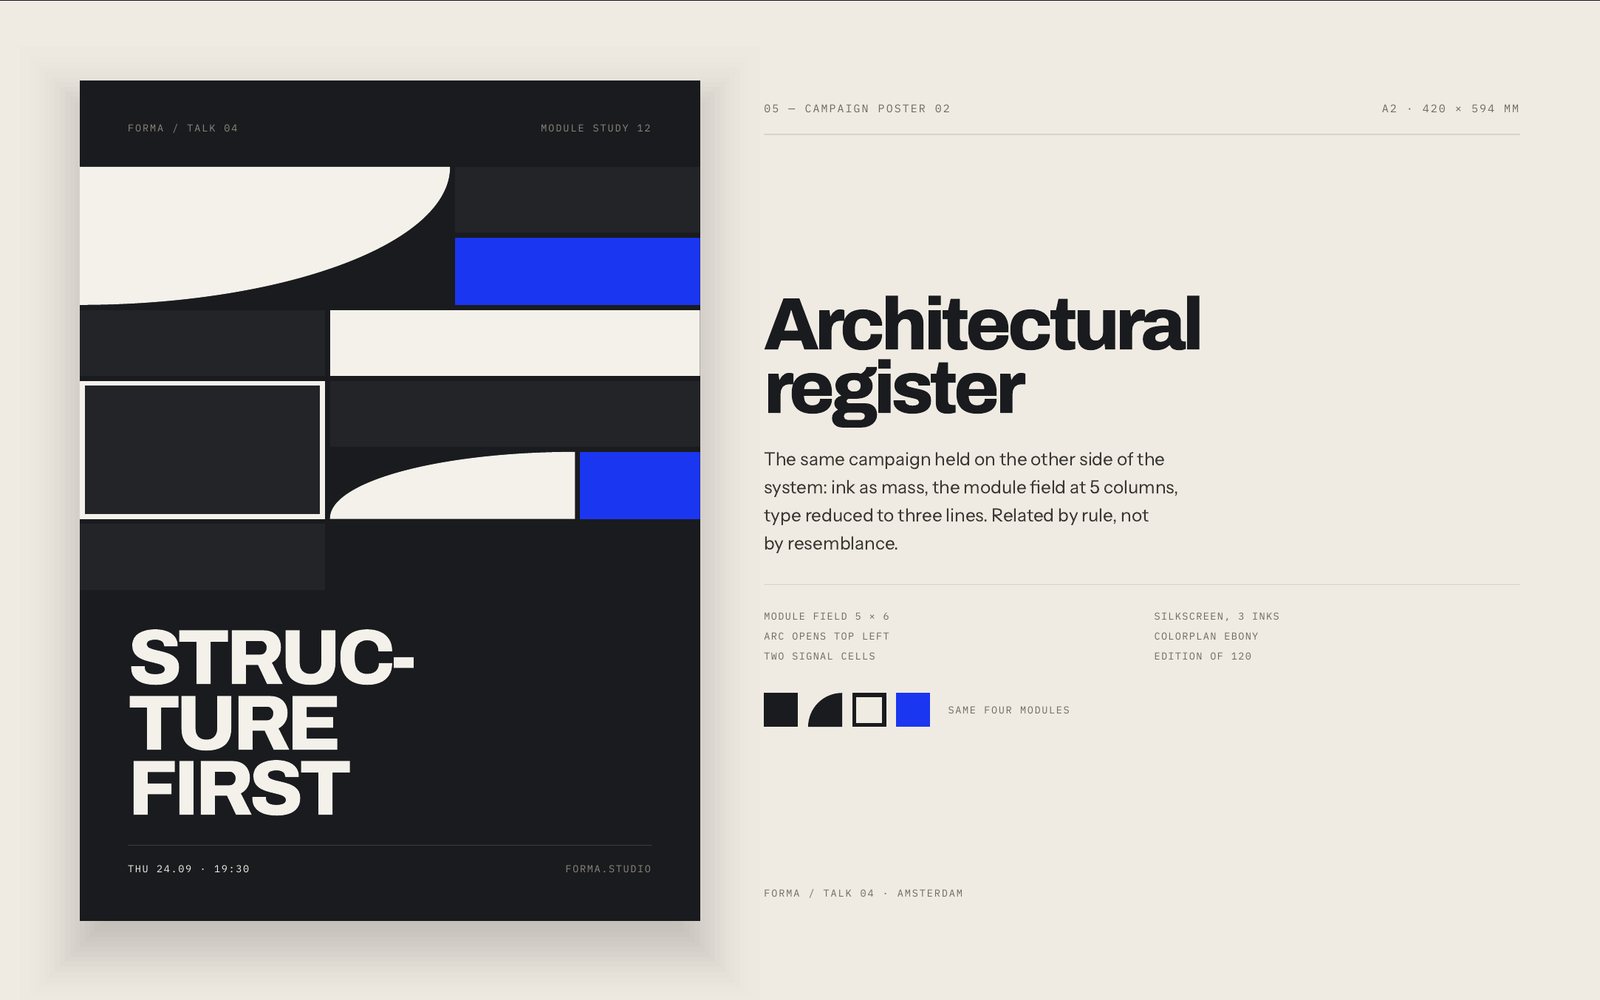 FORMA / TALK 04
MODULE STUDY 12
STRUC-
TURE
FIRST
THU 24.09 · 19:30
FORMA.STUDIO
05 — CAMPAIGN POSTER 02
A2 · 420 × 594 MM
Architectural
register
The same campaign held on the other side of the
system: ink as mass, the module field at 5 columns,
type reduced to three lines. Related by rule, not
by resemblance.
MODULE FIELD 5 × 6
ARC OPENS TOP LEFT
TWO SIGNAL CELLS
SILKSCREEN, 3 INKS
COLORPLAN EBONY
EDITION OF 120
SAME FOUR MODULES
FORMA / TALK 04 · AMSTERDAM